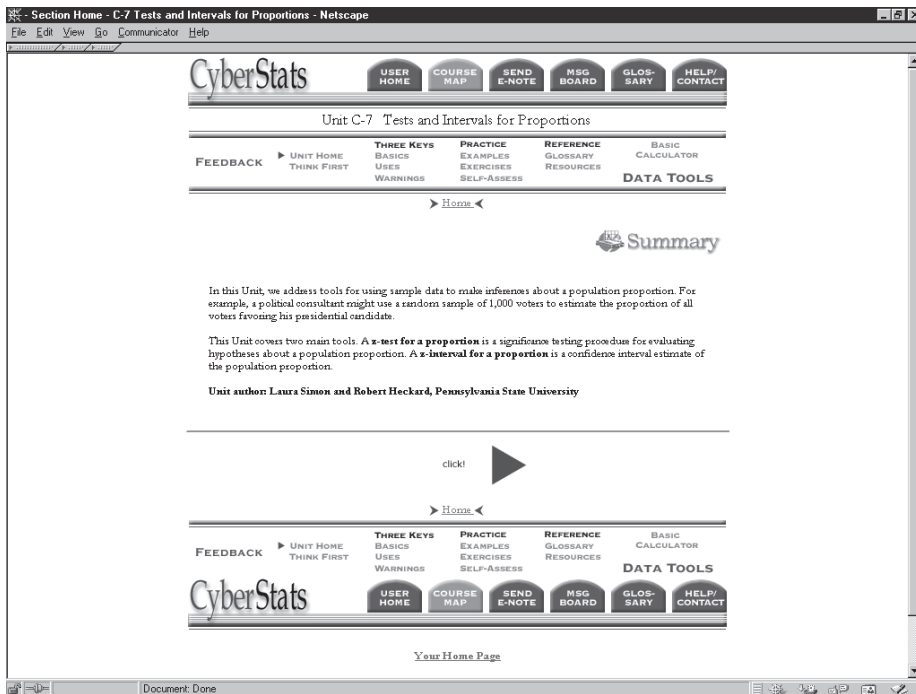 - Section Home - C-7 Tests and Intervals for Proportions - Netscape
File Edit View Go Communicator Help
CyberStats
USER HOME
COURSE MAP
SEND E-NOTE
MSG BOARD
GLOS- SARY
HELP/ CONTACT
Unit C-7 Tests and Intervals for Proportions
FEEDBACK
UNIT HOME
THINK FIRST
THREE KEYS
BASICS
USES
WARNINGS
PRACTICE
EXAMPLES
EXERCISES
SELF-ASSESS
REFERENCE
GLOSSARY
RESOURCES
BASIC
CALCULATOR
DATA TOOLS
Home
Summary
In this Unit, we address tools for using sample data to make inferences about a population proportion. For
example, a political consultant might use a random sample of 1,000 voters to estimate the proportion of all
voters favoring his presidential candidate.
This Unit covers two main tools. A z-test for a proportion is a significance testing procedure for evaluating
hypotheses about a population proportion. A z-interval for a proportion is a confidence interval estimate of
the population proportion.
Unit author: Laura Simon and Robert Heckard, Pennsylvania State University
click!
Home
FEEDBACK
UNIT HOME
THINK FIRST
THREE KEYS
BASICS
USES
WARNINGS
PRACTICE
EXAMPLES
EXERCISES
SELF-ASSESS
REFERENCE
GLOSSARY
RESOURCES
BASIC
CALCULATOR
DATA TOOLS
CyberStats
USER HOME
COURSE MAP
SEND E-NOTE
MSG BOARD
GLOS- SARY
HELP/ CONTACT
Your Home Page
Document: Done